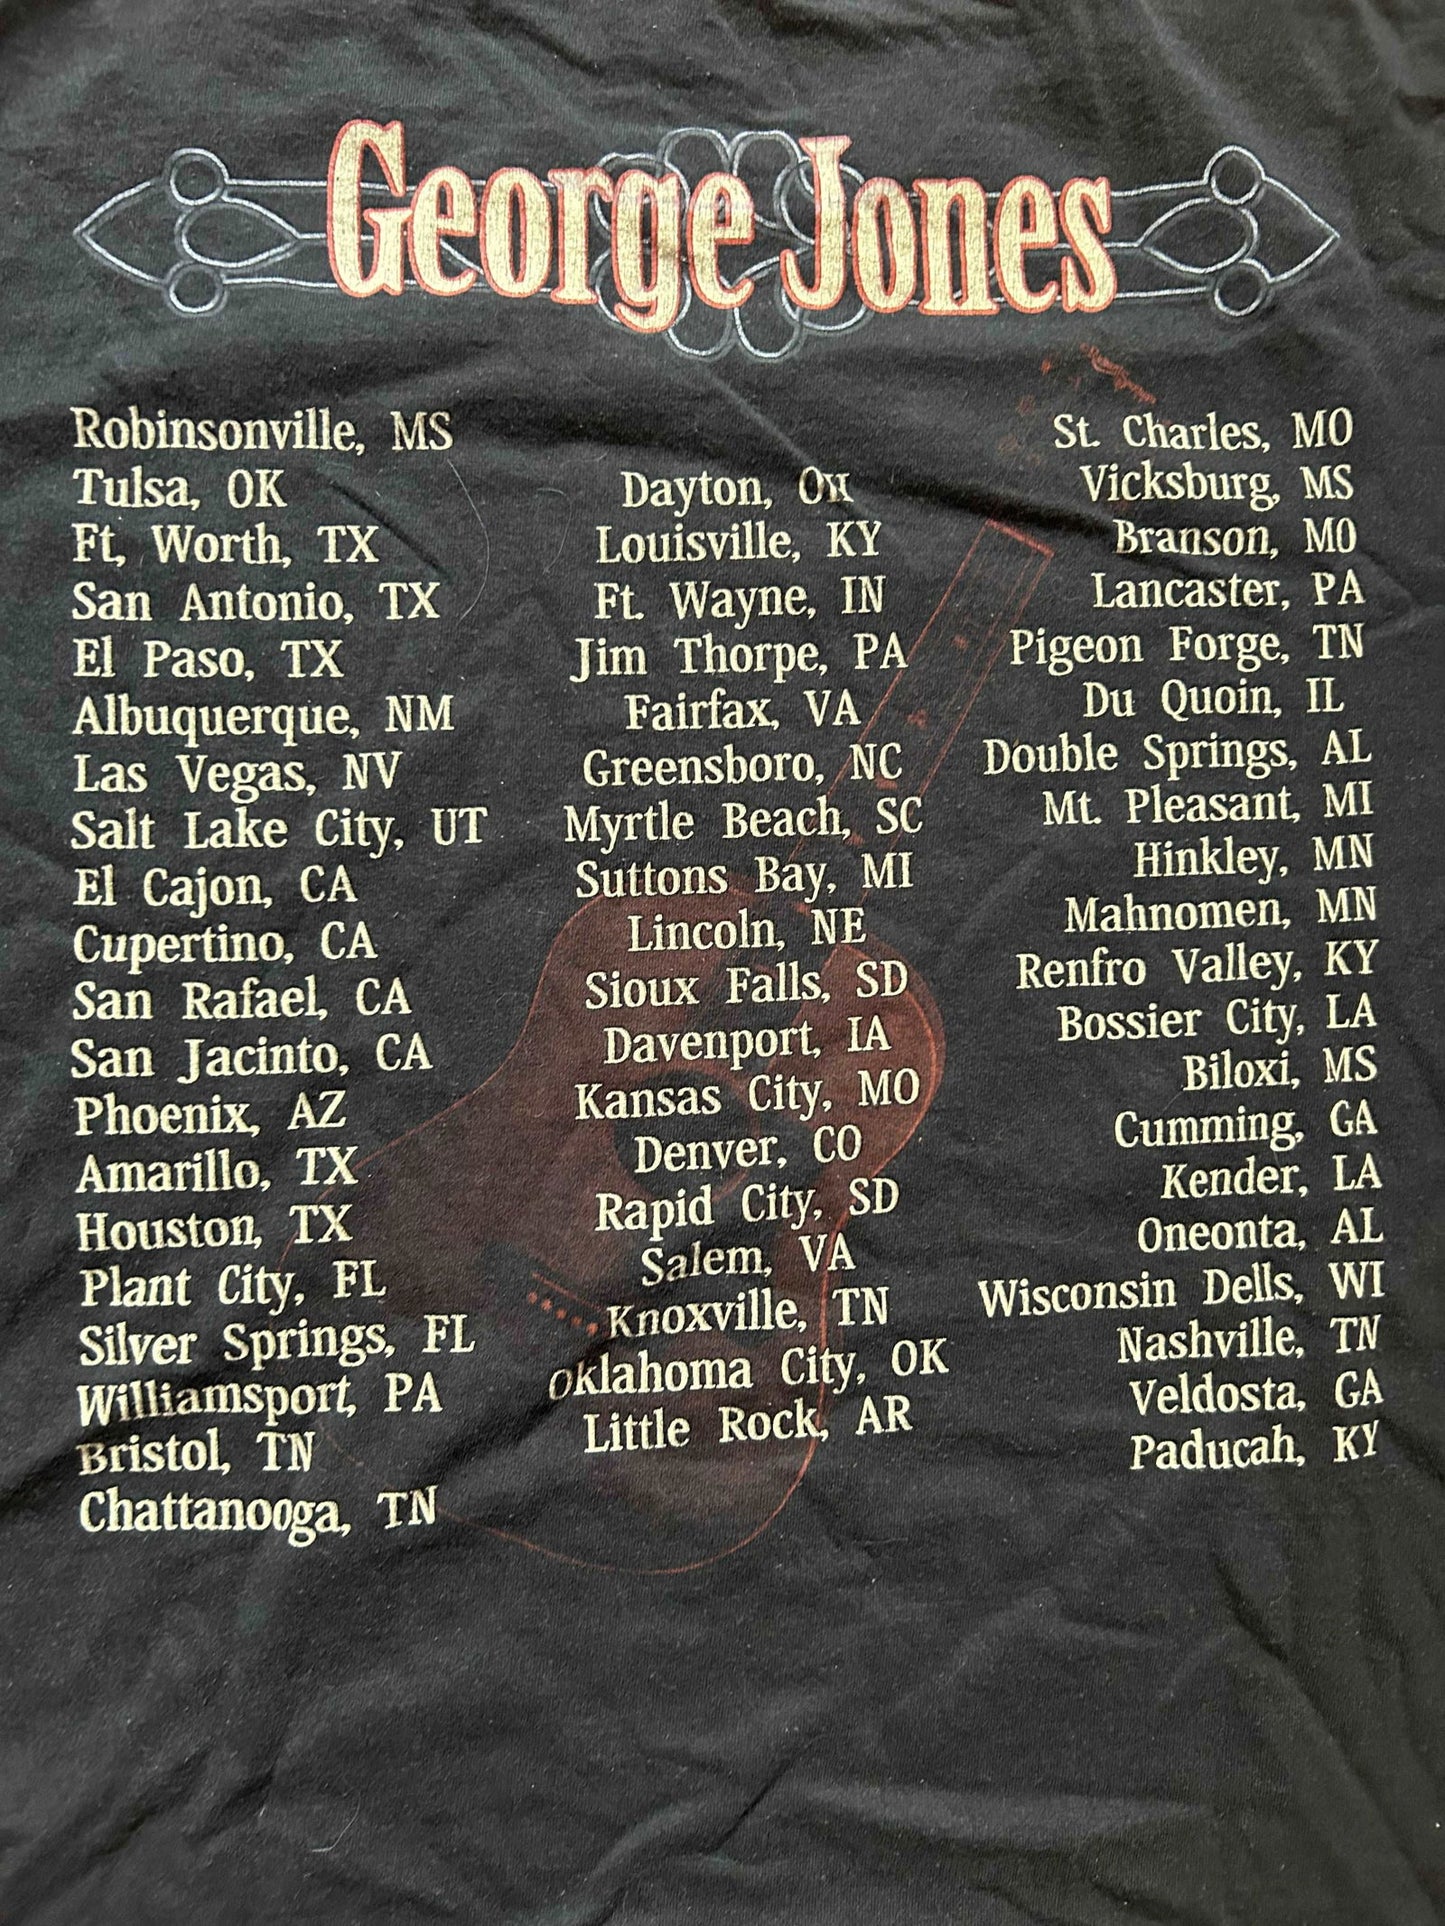 George Jones
Robinsonville, MS
Tulsa, OK
Ft, Worth, TX
San Antonio, TX
El Paso, TX
Albuquerque, NM
Las Vegas, NV
Salt Lake City, UT
El Cajon, CA
Cupertino, CA
San Rafael, CA
San Jacinto, CA
Phoenix, AZ
Amarillo, TX
Houston, TX
Plant City, FL
Silver Springs, FL
Williamsport, PA
Bristol, TN
Chattanooga, TN
Dayton, OH
Louisville, KY
Ft. Wayne, IN
Jim Thorpe, PA
Fairfax, VA
Greensboro, NC
Myrtle Beach, SC
Suttons Bay, MI
Lincoln, NE
Sioux Falls, SD
Davenport, IA
Kansas City, MO
Denver, CO
Rapid City, SD
Salem, VA
Knoxville, TN
Oklahoma City, OK
Little Rock, AR
St. Charles, MO
Vicksburg, MS
Branson, MO
Lancaster, PA
Pigeon Forge, TN
Du Quoin, IL
Double Springs, AL
Mt. Pleasant, MI
Hinkley, MN
Mahnomen, MN
Renfro Valley, KY
Bossier City, LA
Biloxi, MS
Cumming, GA
Kender, LA
Oneonta, AL
Wisconsin Dells, WI
Nashville, TN
Veldosta, GA
Paducah, KY